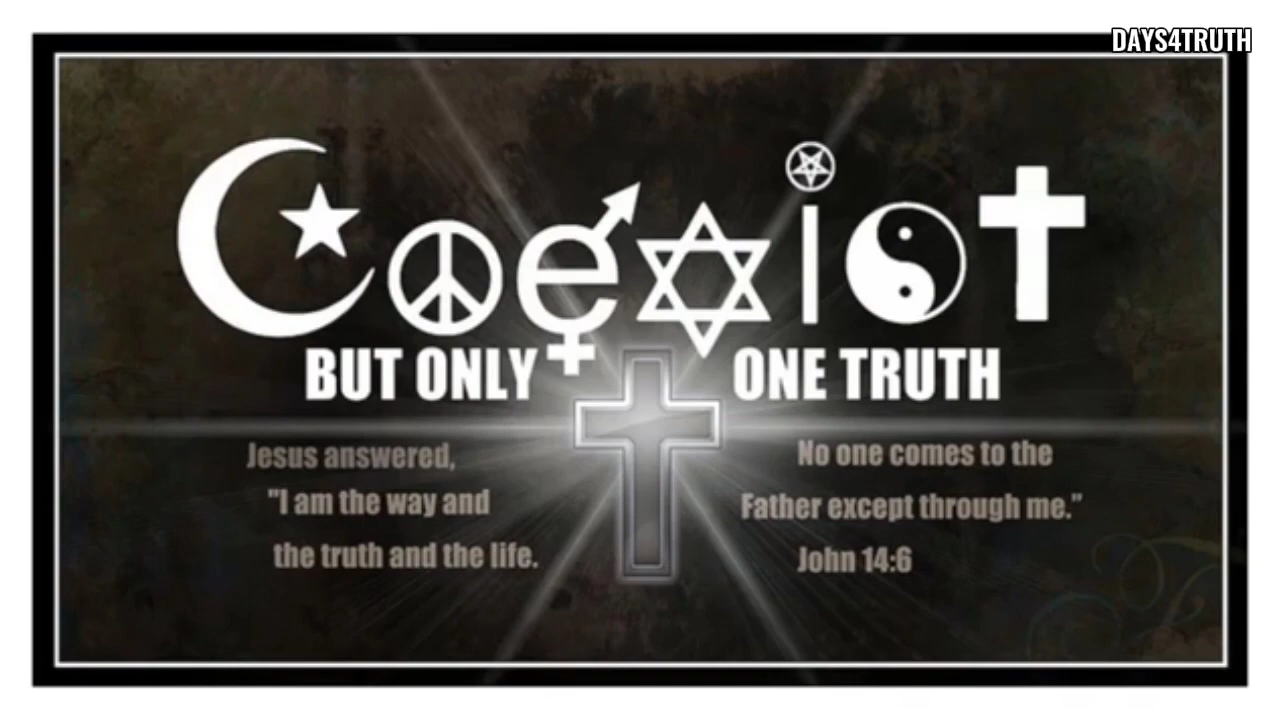 DAYS4TRUTH
Coexist
BUT ONLY ONE TRUTH
Jesus answered,
"I am the way and
the truth and the life.
No one comes to the
Father except through me.”
John 14:6